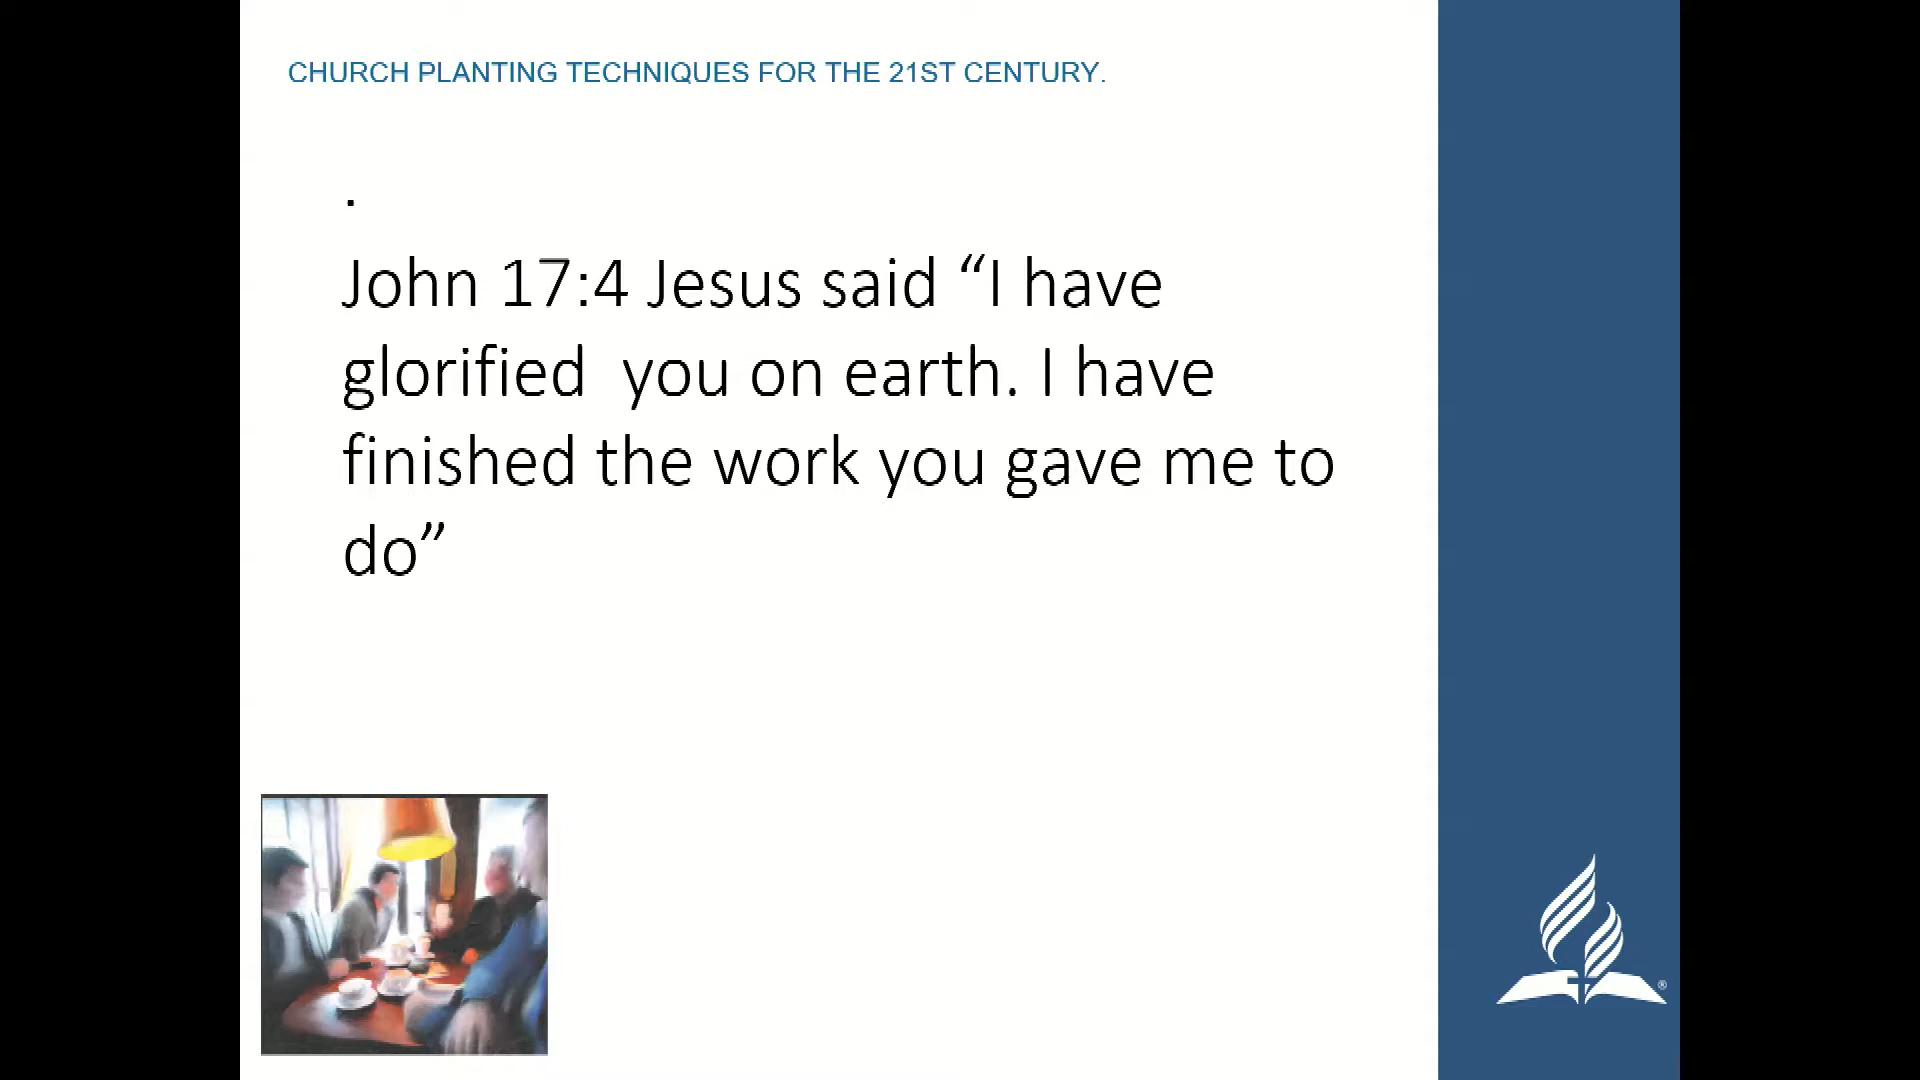 CHURCH PLANTING TECHNIQUES FOR THE 21ST CENTURY.
.
John 17:4 Jesus said “I have
glorified  you on earth. I have
finished the work you gave me to
do”
®